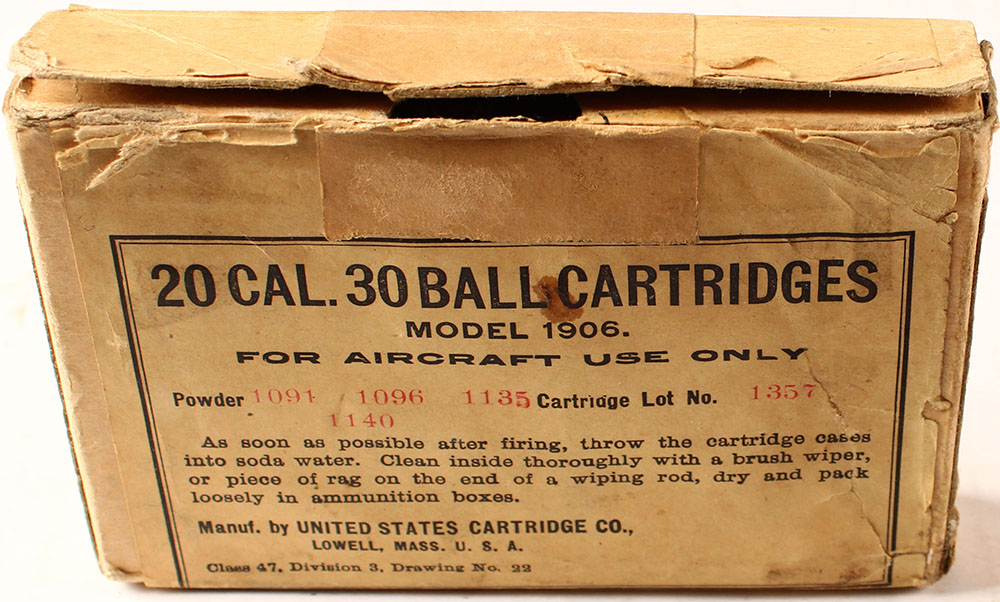 20 CAL. 30 BALL CARTRIDGES
MODEL 1906.
FOR AIRCRAFT USE ONLY
Powder 1091 1096 1135 Cartridge Lot No. 1357
1140
As soon as possible after firing, throw the cartridge cases
into soda water. Clean inside thoroughly with a brush wiper,
or piece of rag on the end of a wiping rod, dry and pack
loosely in ammunition boxes.
Manuf. by UNITED STATES CARTRIDGE CO.,
LOWELL, MASS. U. S. A.
Class 47, Division 3, Drawing No. 22